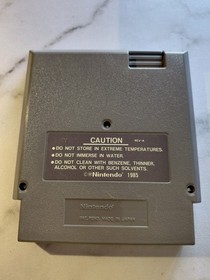 CAUTION
•DO NOT STORE IN EXTREME TEMPERATURES.
•DO NOT IMMERSE IN WATER.
•DO NOT CLEAN WITH BENZENE, THINNER,
ALCOHOL OR OTHER SUCH SOLVENTS.
©Nintendo® 1985
Nintendo